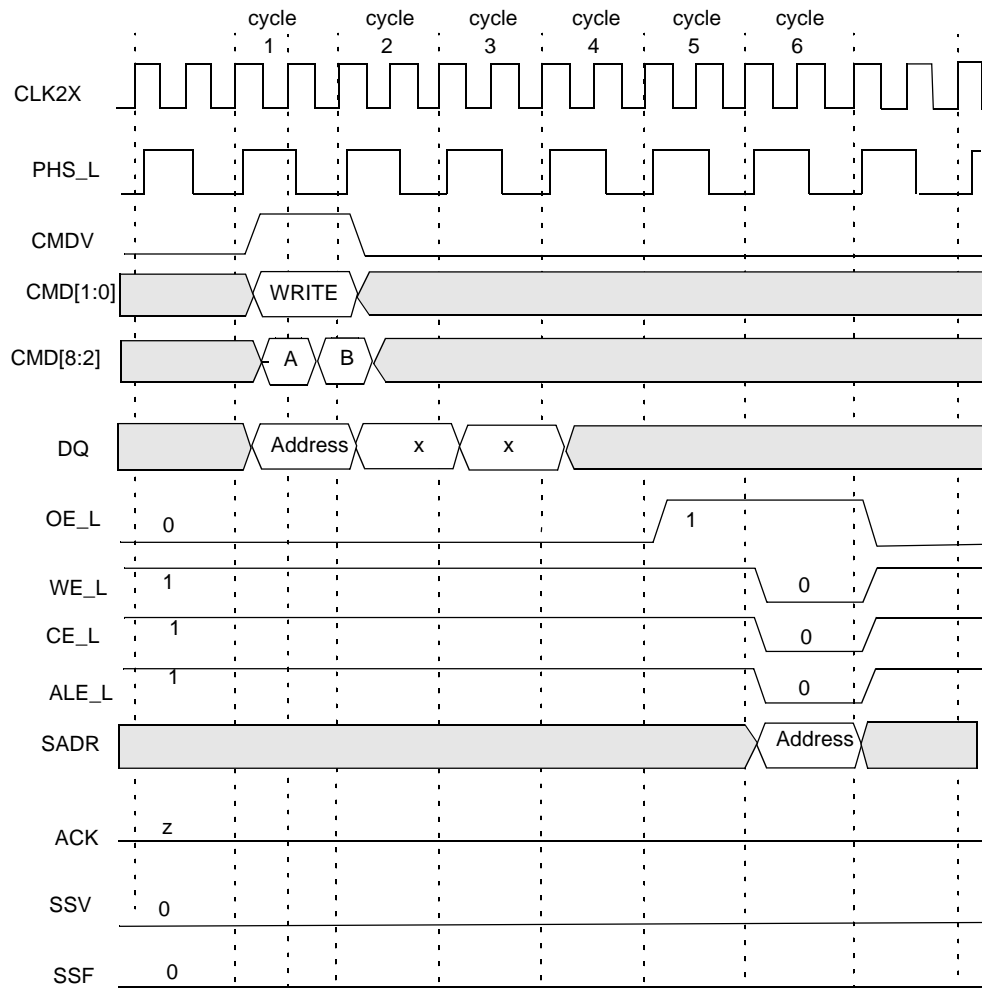 cycle cycle cycle cycle cycle cycle
1 2 3 4 5 6
CLK2X
PHS_L
CMDV
CMD[1:0] WRITE
CMD[8:2] A B
DQ Address x x
OE_L 0 1
WE_L 1 0
CE_L 1 0
ALE_L 1 0
SADR Address
ACK z
SSV 0
SSF 0